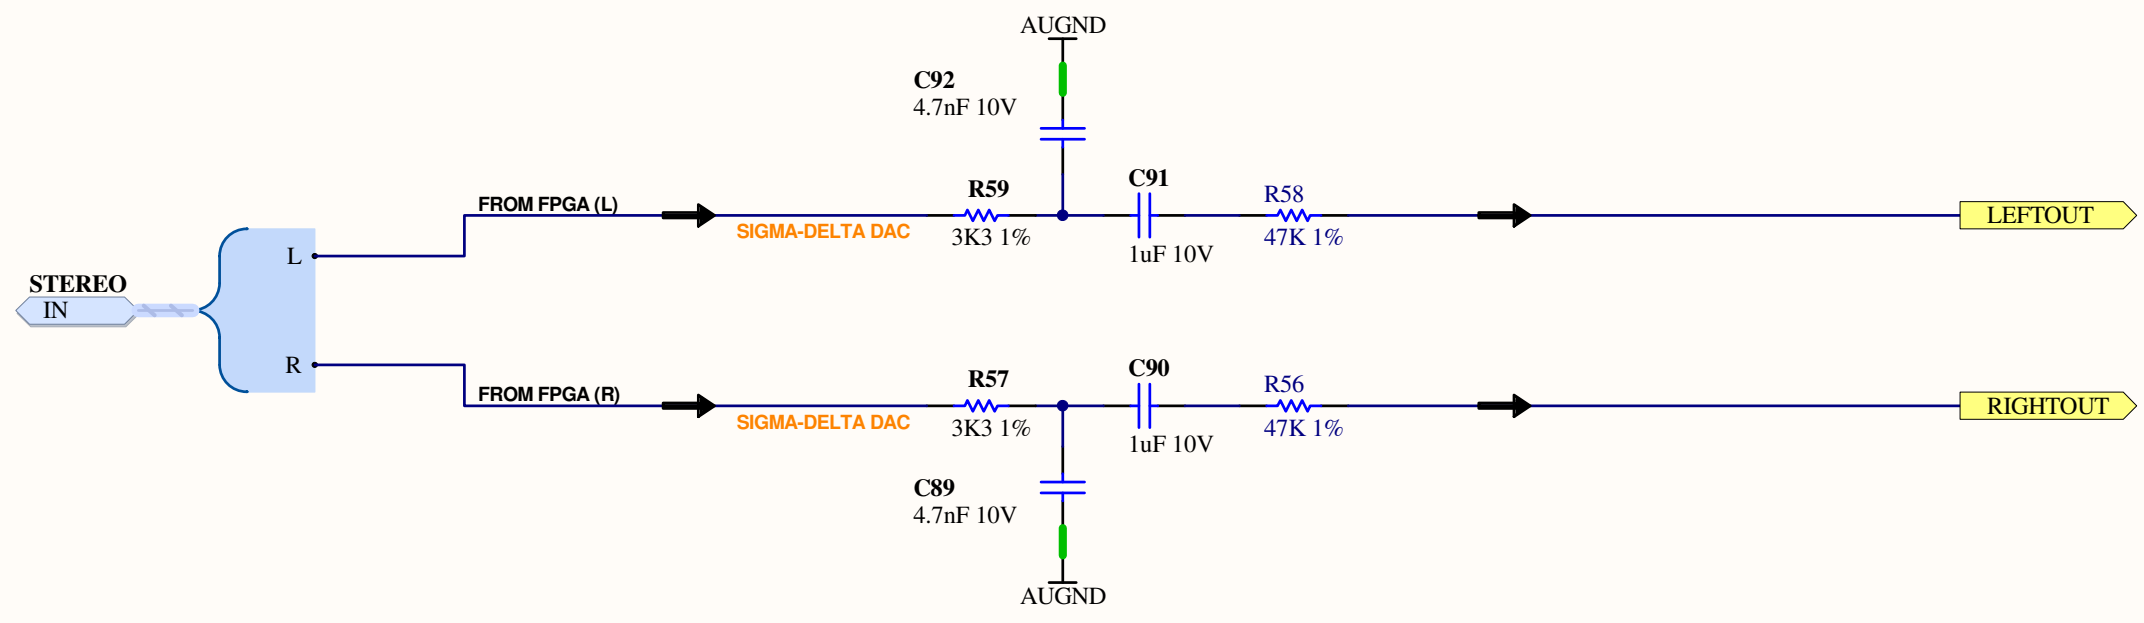 AUGND
C92
4.7nF 10V
C91
R59
R58
FROM FPGA (L)
SIGMA-DELTA DAC
3K3 1%
1uF 10V
47K 1%
LEFTOUT
L
STEREO
IN
R
C90
R57
R56
FROM FPGA (R)
SIGMA-DELTA DAC
3K3 1%
1uF 10V
47K 1%
RIGHTOUT
C89
4.7nF 10V
AUGND